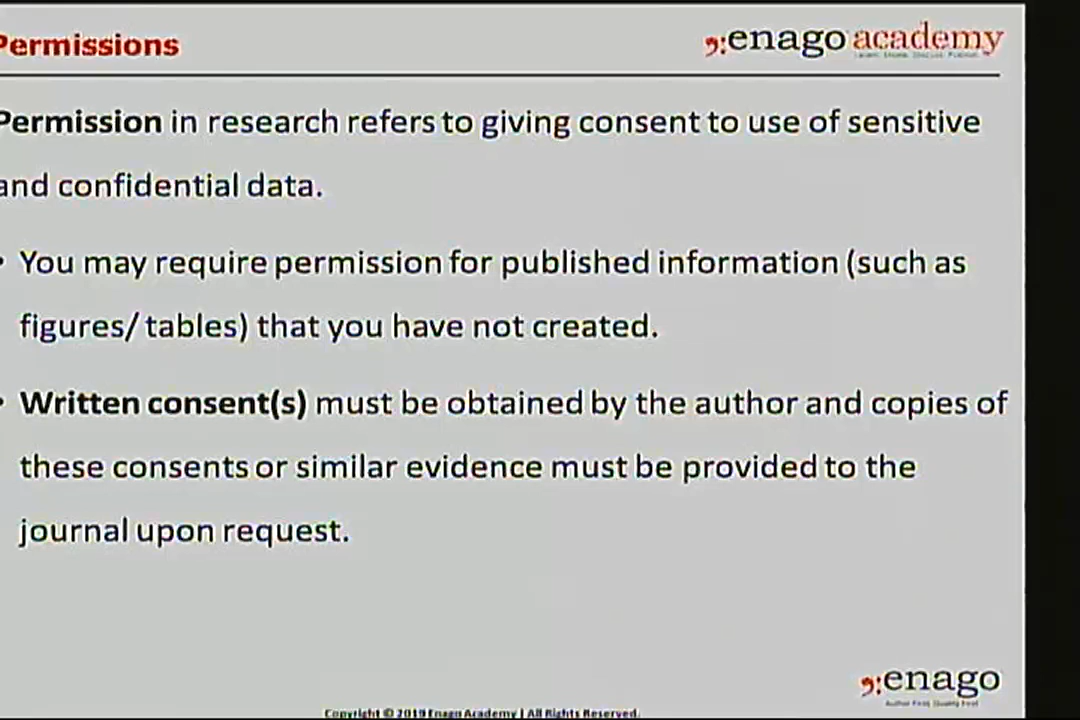 Permissions
enago academy
Learn. Share. Discuss. Publish.
Permission in research refers to giving consent to use of sensitive
and confidential data.
• You may require permission for published information (such as
figures/ tables) that you have not created.
• Written consent(s) must be obtained by the author and copies of
these consents or similar evidence must be provided to the
journal upon request.
enago
Author First, Quality First
Copyright © 2019 Enago Academy | All Rights Reserved.